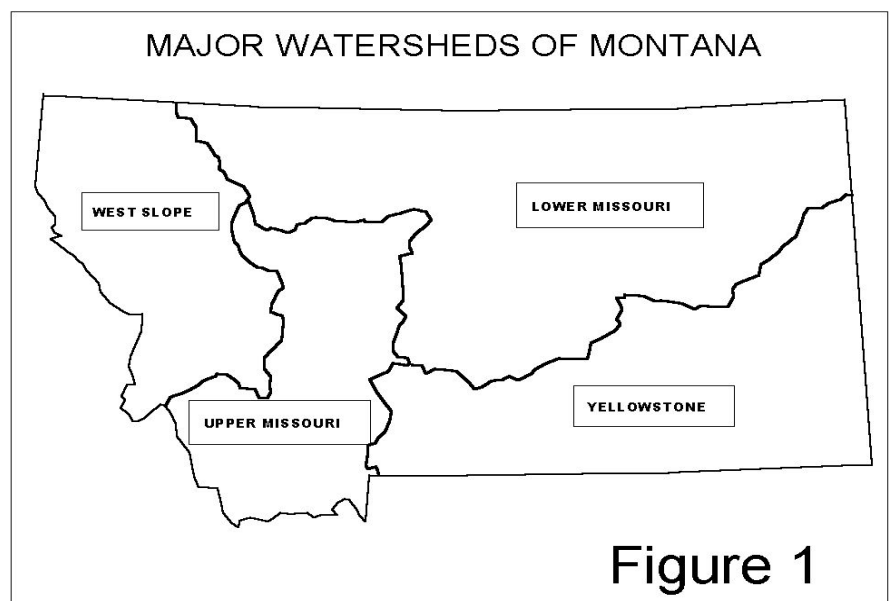 MAJOR WATERSHEDS OF MONTANA
WEST SLOPE
LOWER MISSOURI
UPPER MISSOURI
YELLOWSTONE
Figure 1